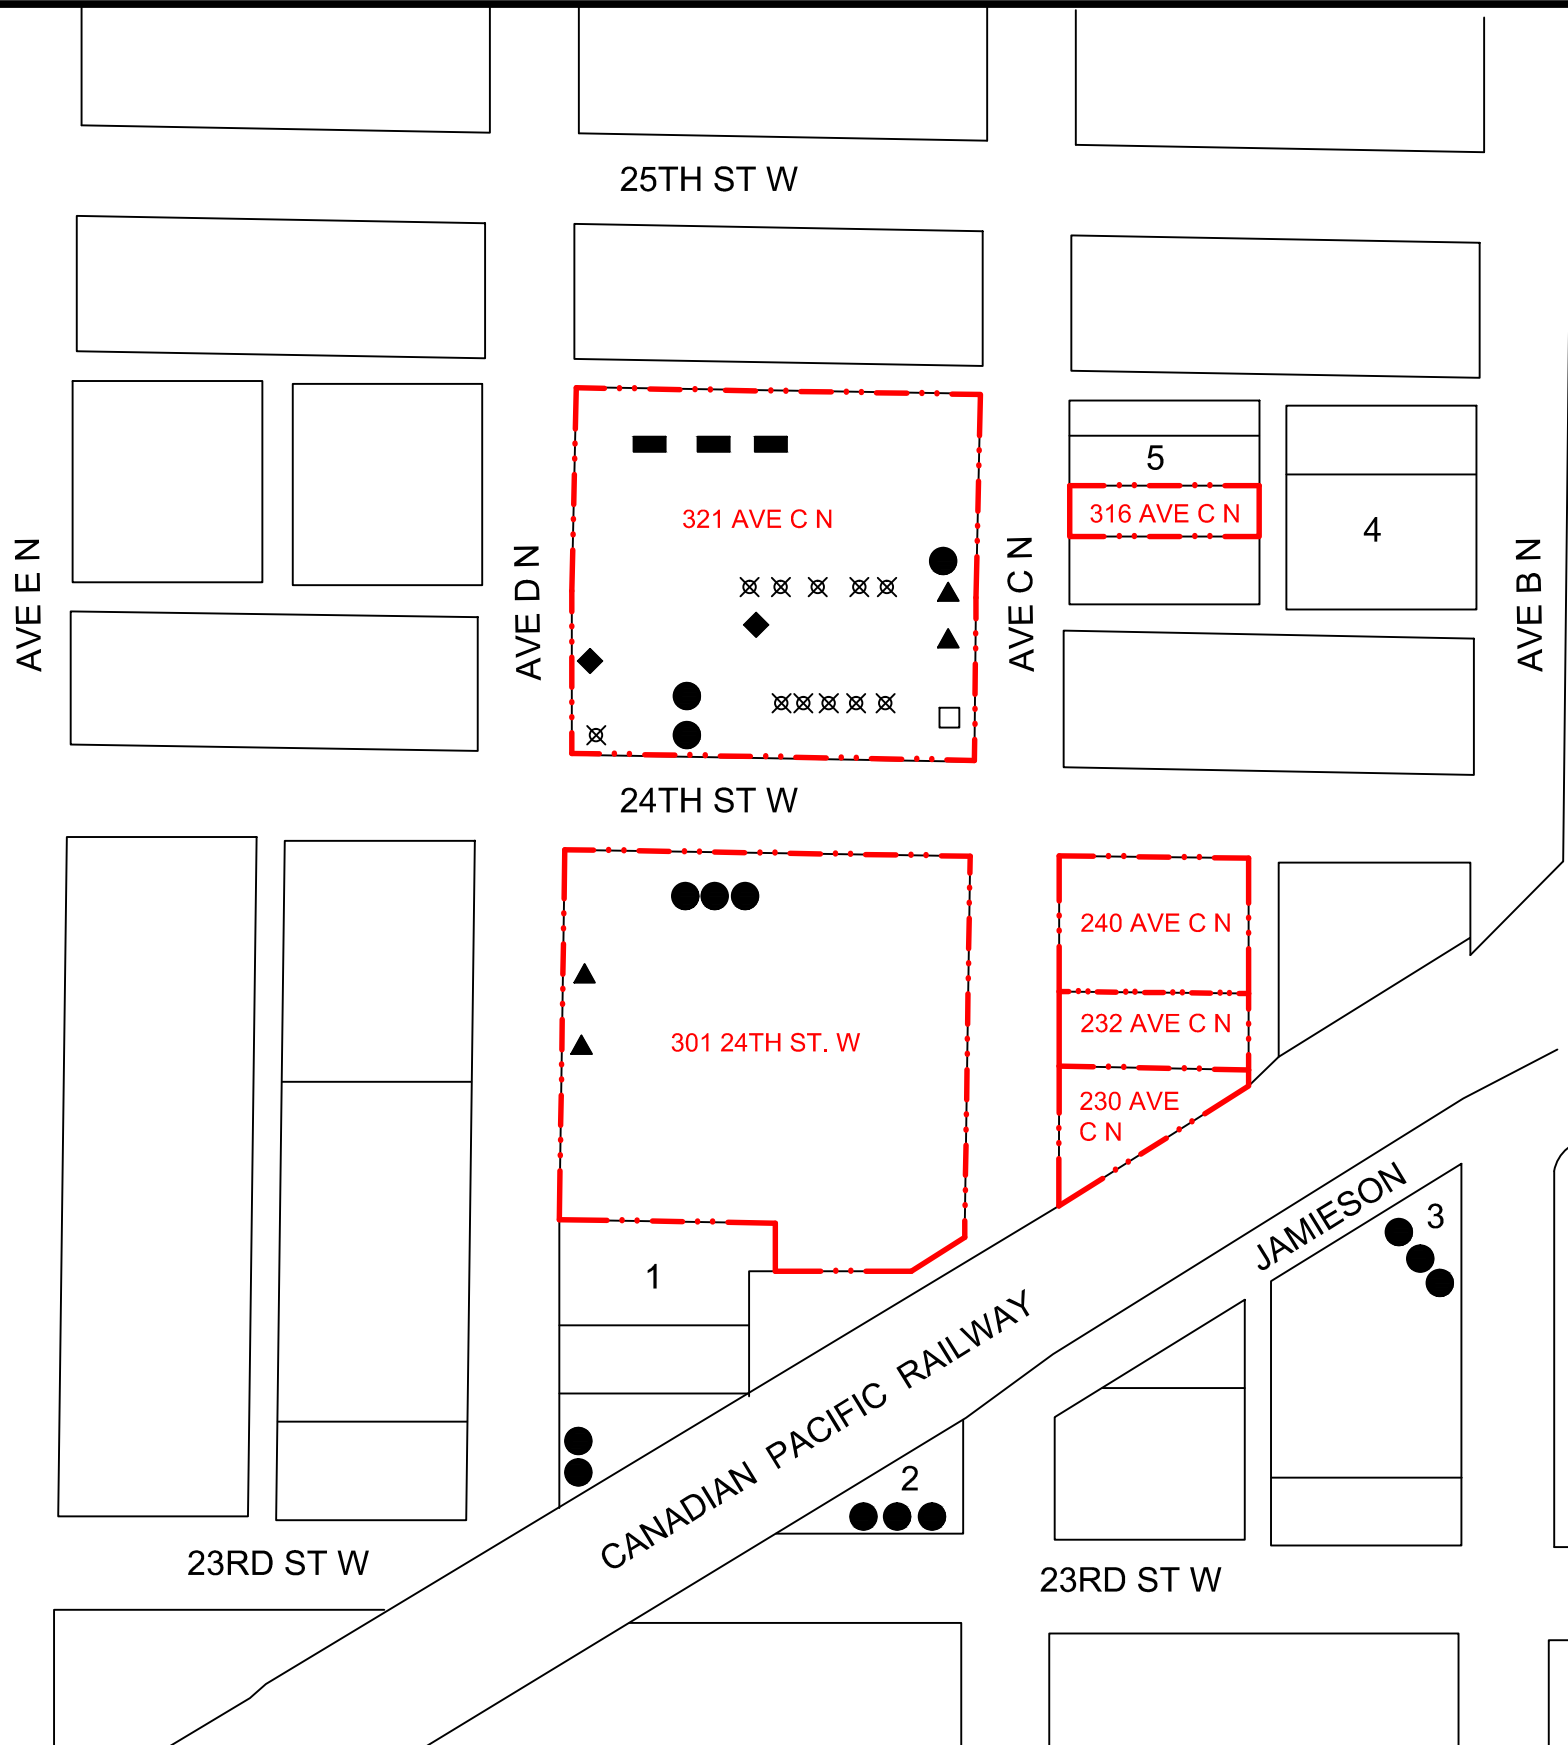 25TH ST W
5
321 AVE C N
316 AVE C N
4
AVE E N
AVE D N
AVE C N
AVE B N
24TH ST W
240 AVE C N
232 AVE C N
301 24TH ST. W
230 AVE
C N
JAMIESON
3
1
CANADIAN PACIFIC RAILWAY
2
23RD ST W
23RD ST W